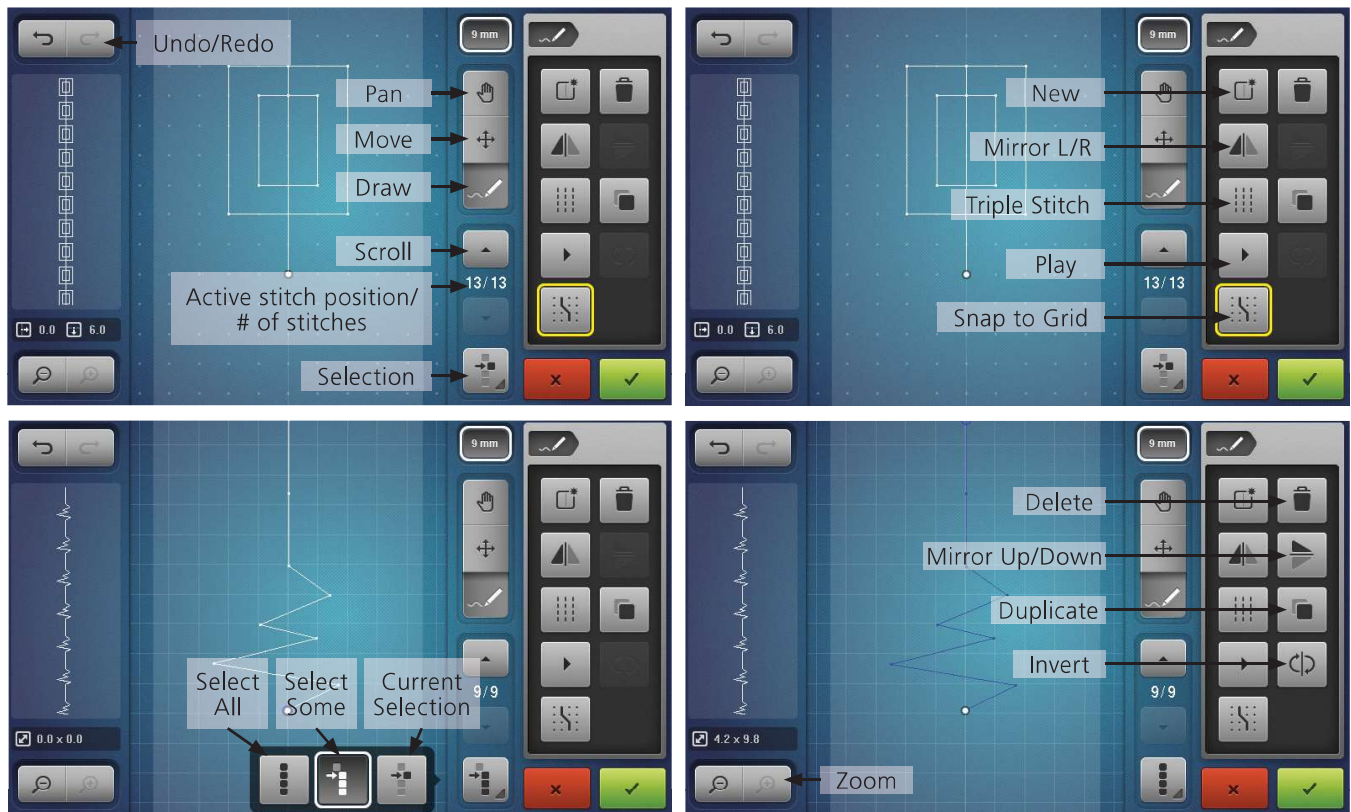 Undo/Redo
9 mm
Pan
Move
Draw
Scroll
13/13
Active stitch position/
# of stitches
0.0 6.0
Selection
9 mm
New
Mirror L/R
Triple Stitch
Play
13/13
Snap to Grid
0.0 6.0
9 mm
Select
All
Select
Some
Current
Selection
9/9
0.0 x 0.0
9 mm
Delete
Mirror Up/Down
Duplicate
Invert
9/9
4.2 x 9.8
Zoom